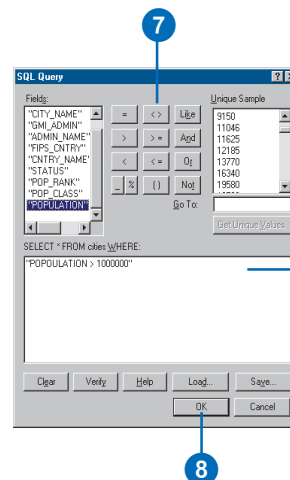 7
SQL Query
Fields:
Unique Sample
"CITY_NAME"
"GMI_ADMIN"
"ADMIN_NAME"
"FIPS_CNTRY"
"CNTRY_NAME"
"STATUS"
"POP_RANK"
"POP_CLASS"
"POPULATION"
= <> Like
> >= And
< <= Or
_ % () Not
9150
11046
11625
12185
13770
16340
19580
Go To:
Get Unique Values
SELECT * FROM cities WHERE:
"POPOULATION > 1000000"
Clear Verify Help Load... Save...
OK Cancel
8